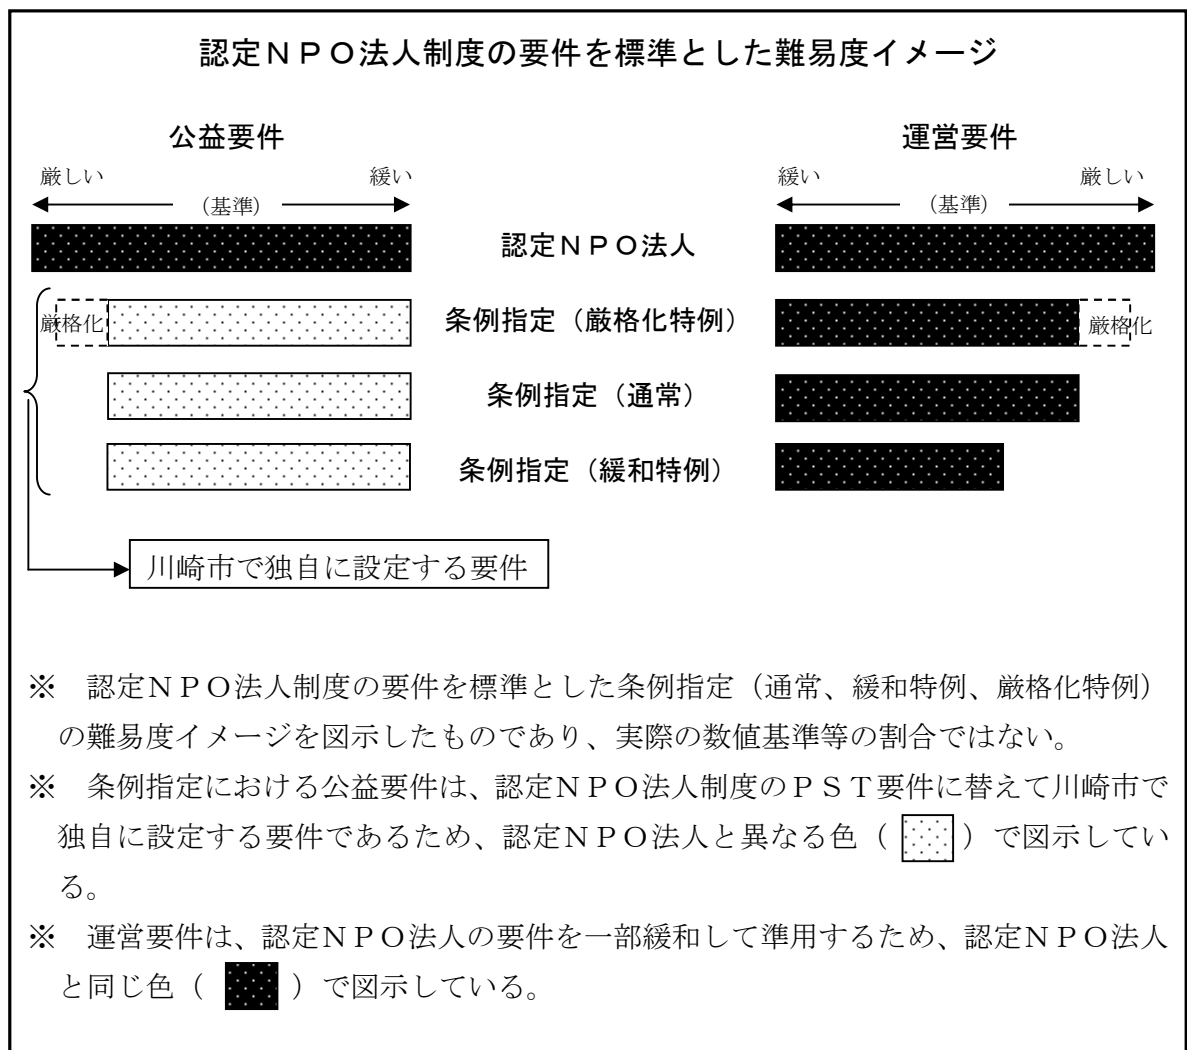 認定ＮＰＯ法人制度の要件を標準とした難易度イメージ
公益要件
運営要件
厳しい
緩い
緩い
厳しい
（基準）
（基準）
認定ＮＰＯ法人
厳格化
条例指定（厳格化特例）
厳格化
条例指定（通常）
条例指定（緩和特例）
川崎市で独自に設定する要件
※　認定ＮＰＯ法人制度の要件を標準とした条例指定（通常、緩和特例、厳格化特例）
の難易度イメージを図示したものであり、実際の数値基準等の割合ではない。
※　条例指定における公益要件は、認定ＮＰＯ法人制度のＰＳＴ要件に替えて川崎市で
独自に設定する要件であるため、認定ＮＰＯ法人と異なる色（　）で図示してい
る。
※　運営要件は、認定ＮＰＯ法人の要件を一部緩和して準用するため、認定ＮＰＯ法人
と同じ色（　）で図示している。